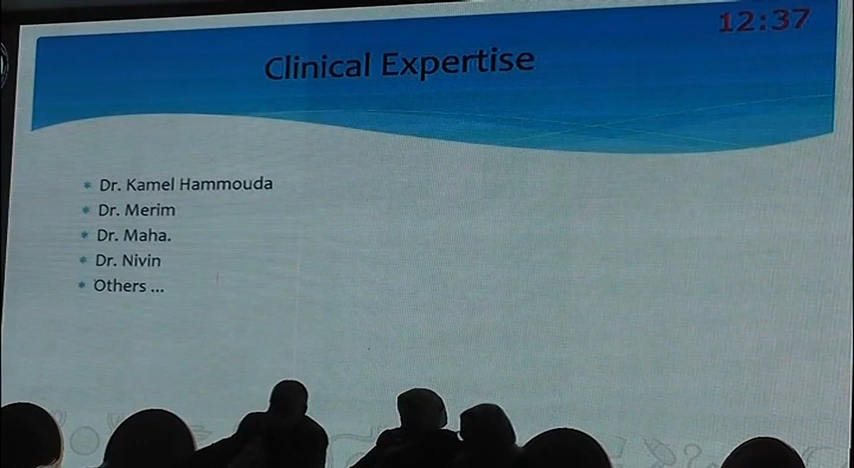 12:37
Clinical Expertise
Dr. Kamel Hammouda
Dr. Merim
Dr. Maha.
Dr. Nivin
Others ...